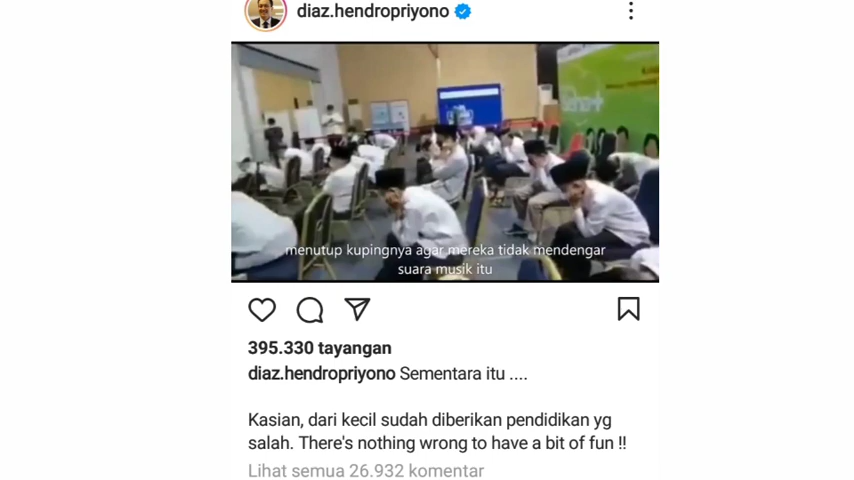 diaz.hendropriyono
menutup kupingnya agar mereka tidak mendengar
suara musik itu
395.330 tayangan
diaz.hendropriyono Sementara itu ....
Kasian, dari kecil sudah diberikan pendidikan yg
salah. There's nothing wrong to have a bit of fun !!
Lihat semua 26.932 komentar